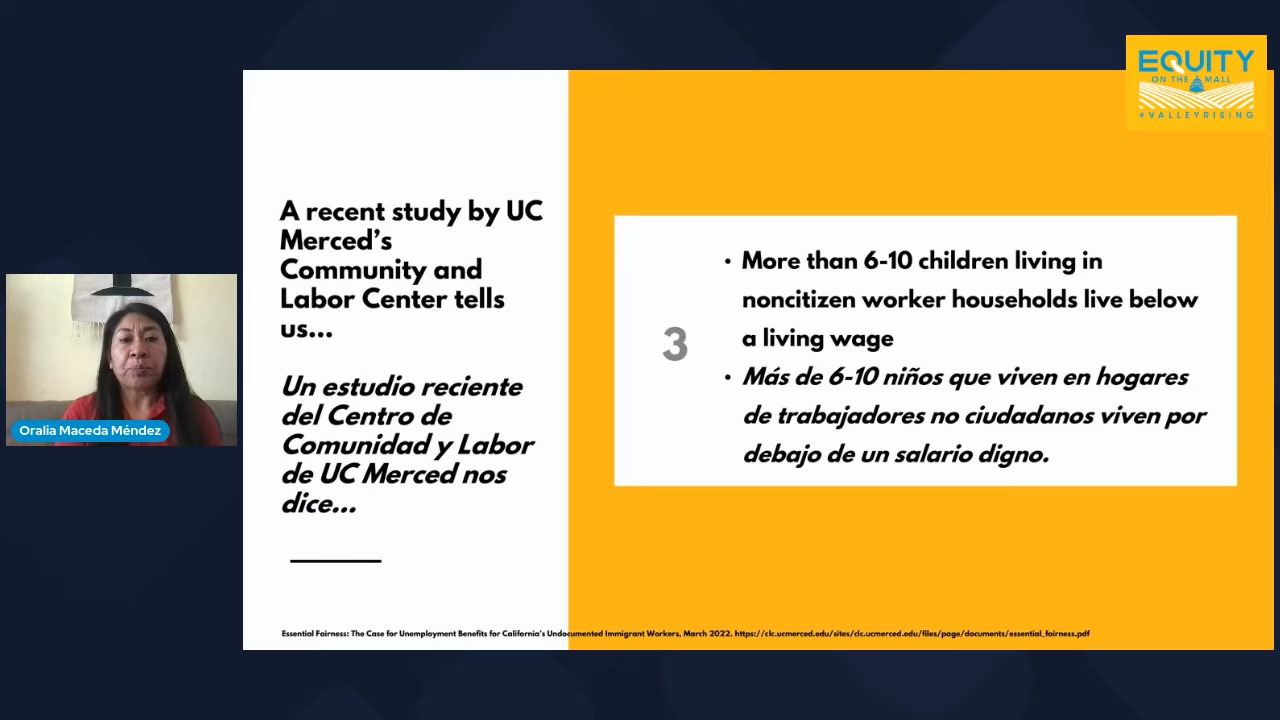 EQUITY
ON THE MALL
#VALLEYRISING
A recent study by UC
Merced's
Community and
Labor Center tells
us...
Un estudio reciente
del Centro de
Comunidad y Labor
de UC Merced nos
dice...
3
• More than 6-10 children living in
noncitizen worker households live below
a living wage
• Más de 6-10 niños que viven en hogares
de trabajadores no ciudadanos viven por
debajo de un salario digno.
Oralia Maceda Méndez
Essential Fairness: The Case for Unemployment Benefits for California's Undocumented Immigrant Workers, March 2022. https://clc.ucmerced.edu/sites/clc.ucmerced.edu/files/page/documents/essential_fairness.pdf